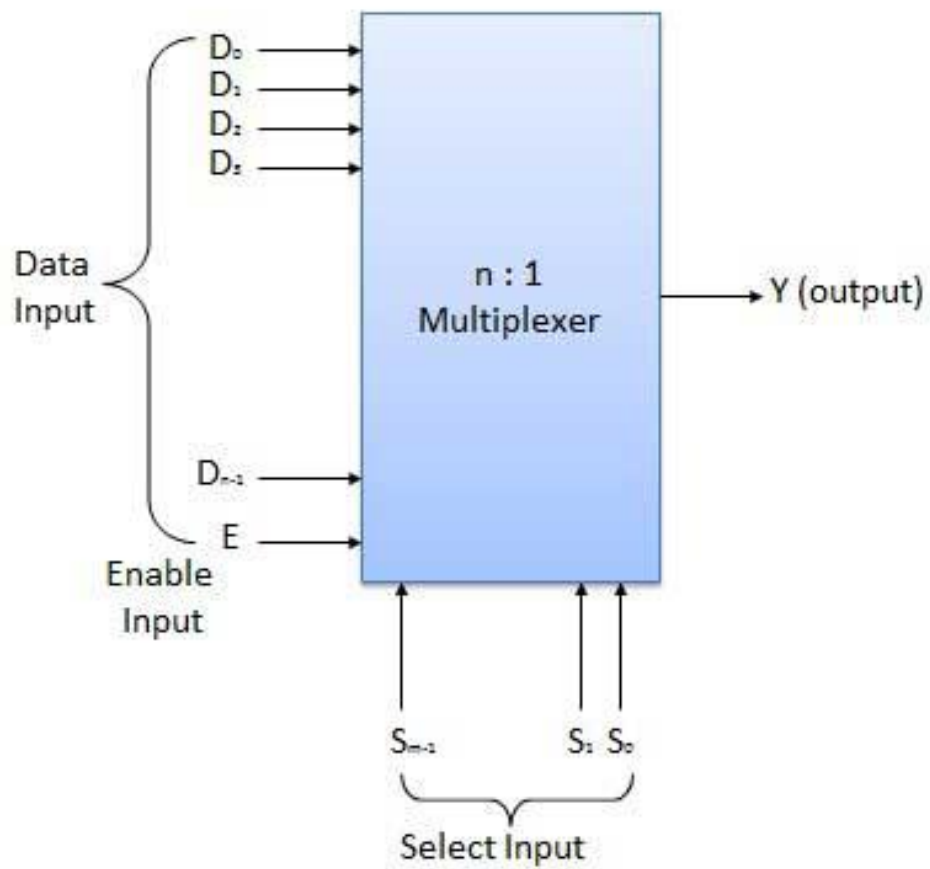 D₀
D₁
D₂
D₃
Data
Input
n : 1
Multiplexer
Y (output)
Dₙ₋₁
E
Enable
Input
Sₘ₋₁
S₁ S₀
Select Input